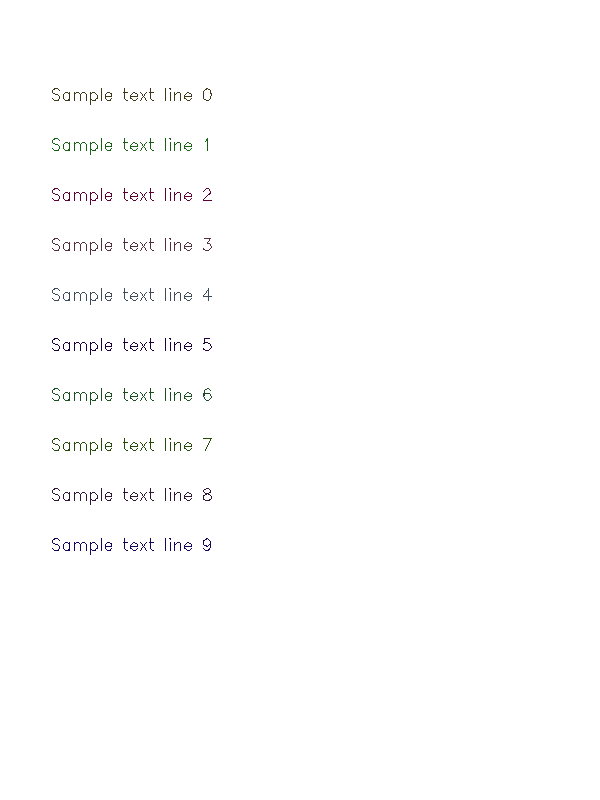 Sample text line 0
Sample text line 1
Sample text line 2
Sample text line 3
Sample text line 4
Sample text line 5
Sample text line 6
Sample text line 7
Sample text line 8
Sample text line 9